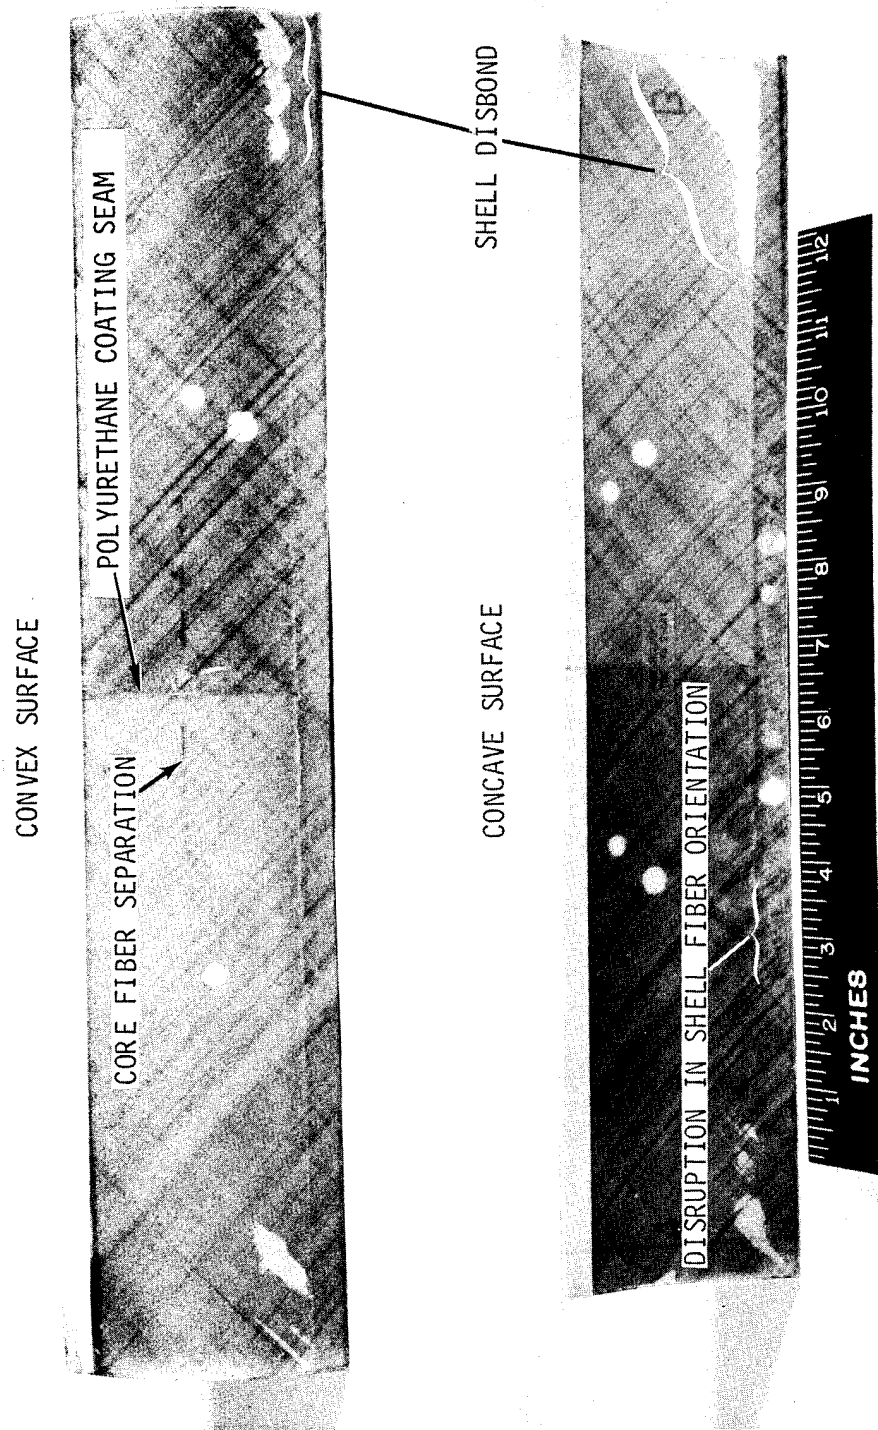 CONVEX SURFACE
POLYURETHANE COATING SEAM
CORE FIBER SEPARATION
SHELL DISBOND
CONCAVE SURFACE
B
DISRUPTION IN SHELL FIBER ORIENTATION
1 2 3 4 5 6 7 8 9 10 11 12
INCHES